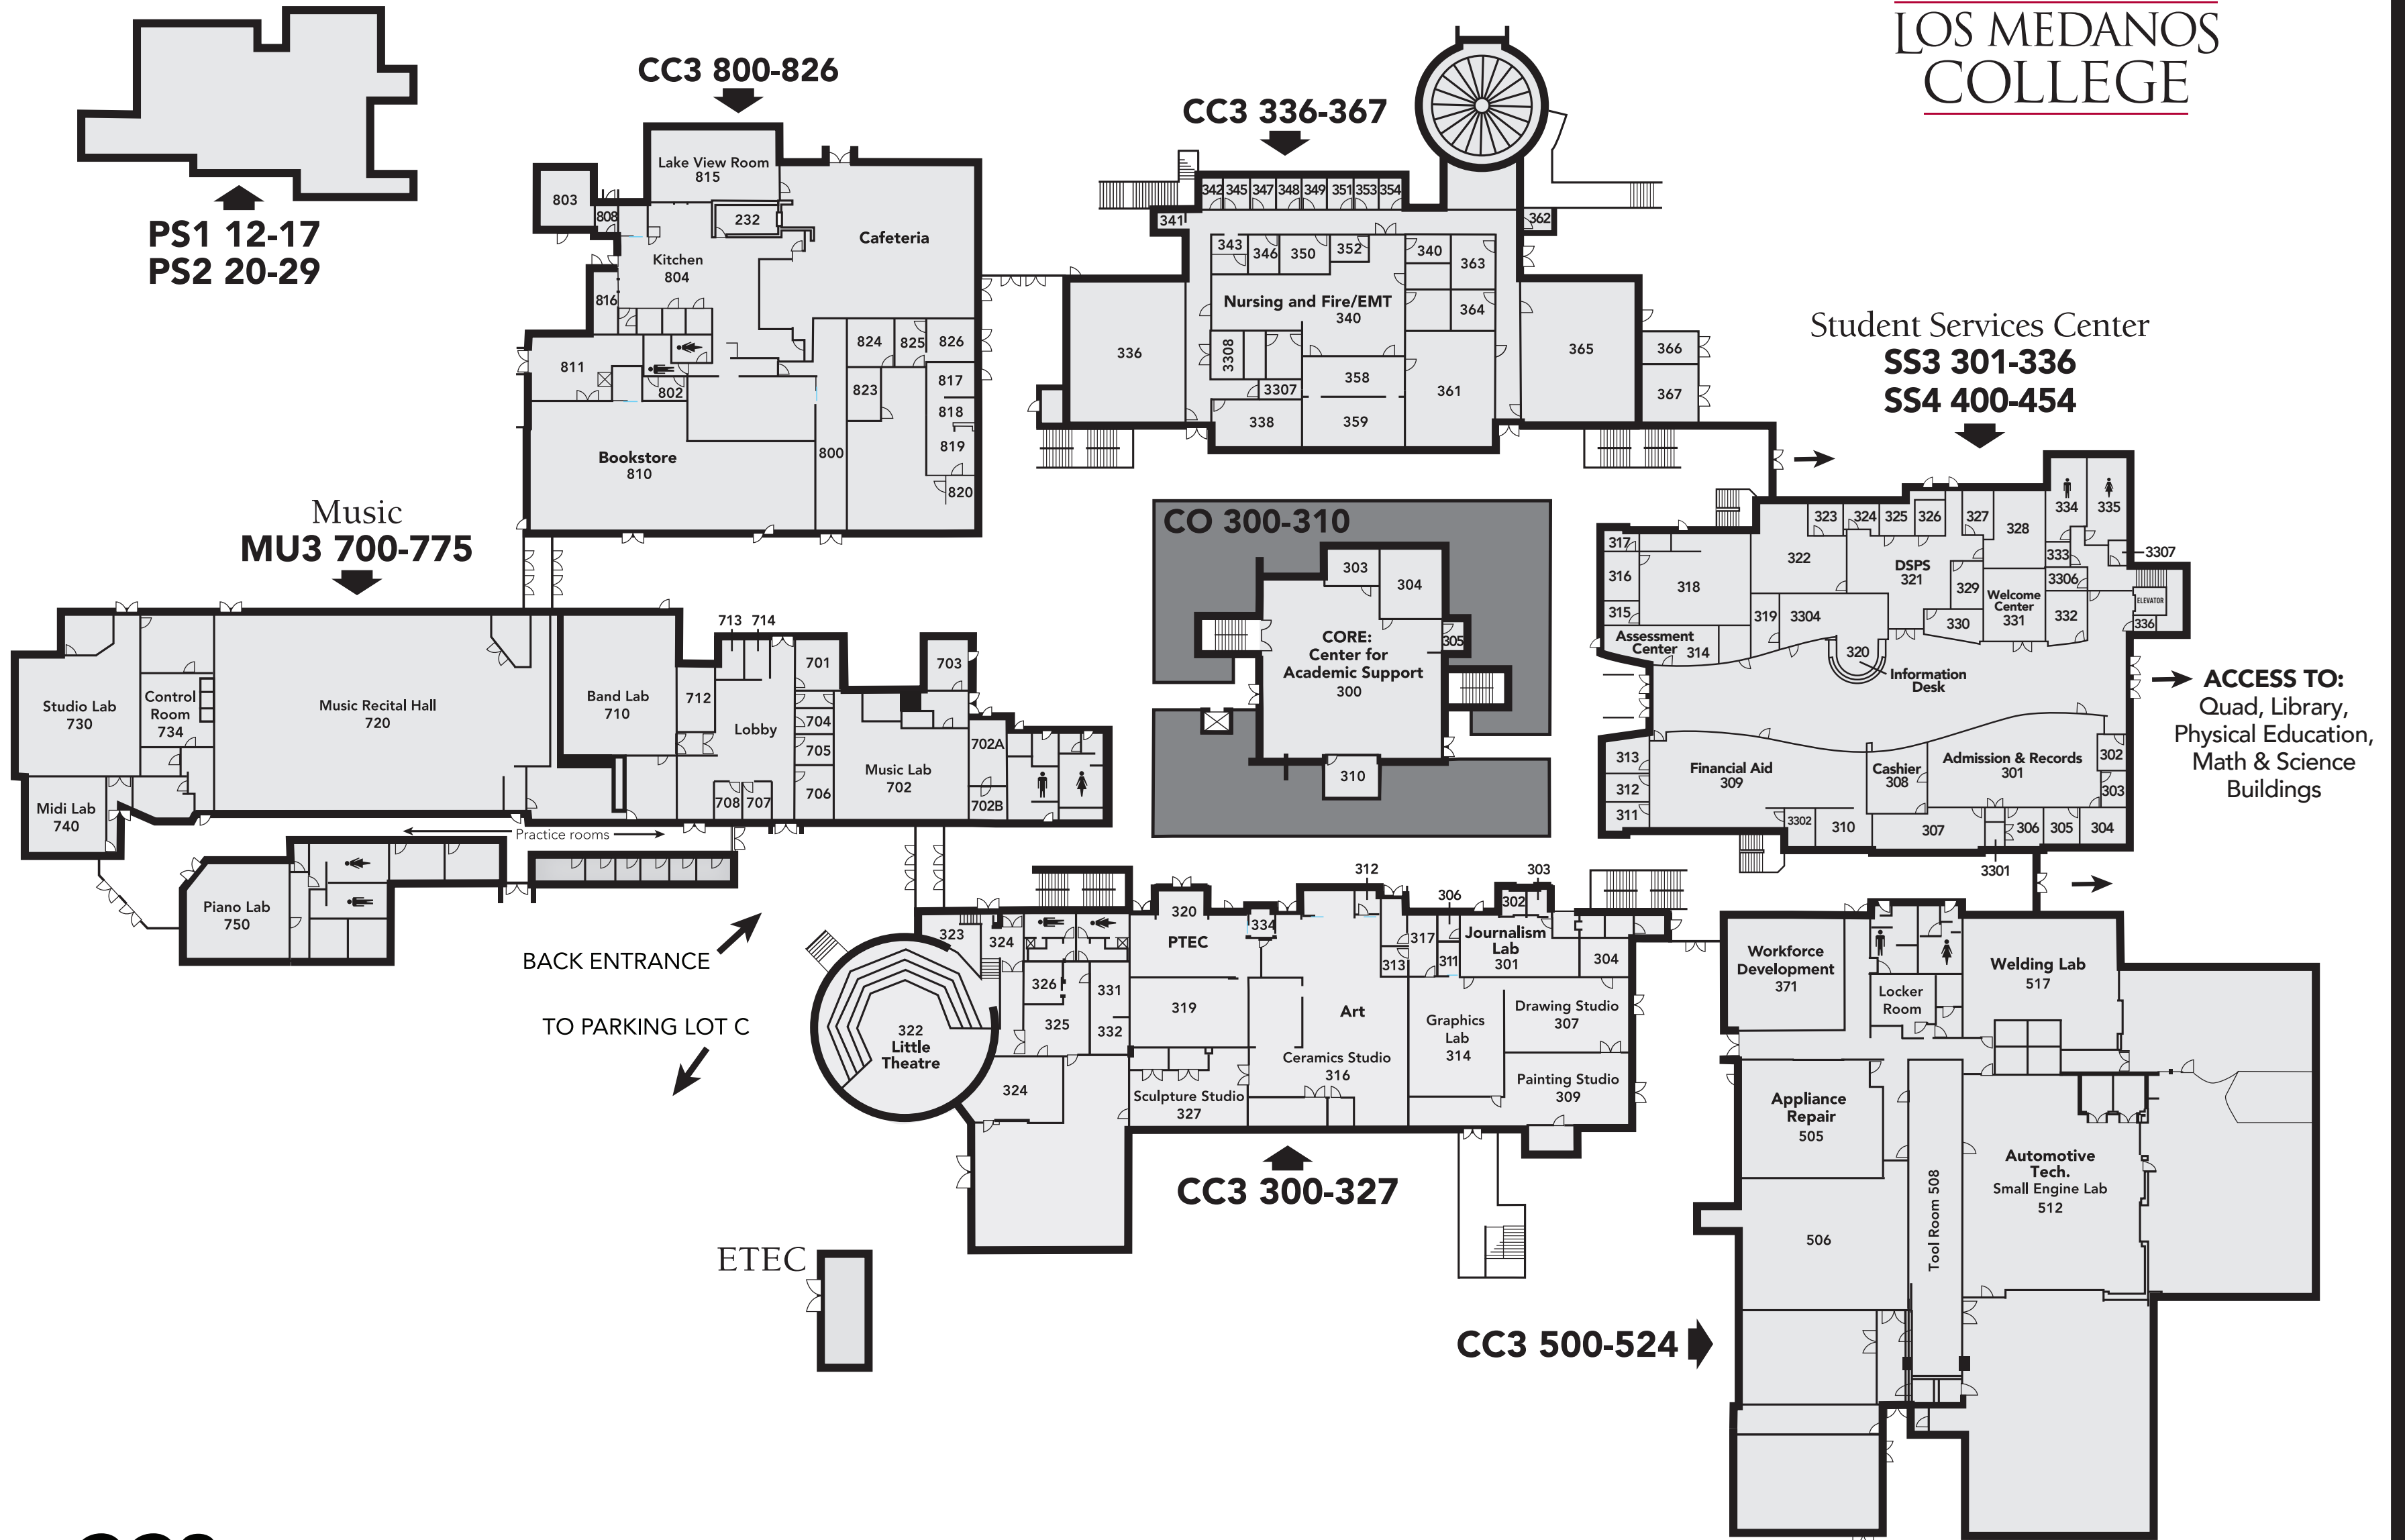 LOS MEDANOS
COLLEGE
PS1 12-17
PS2 20-29
CC3 800-826
Lake View Room
815
803
808
232
Cafeteria
Kitchen
804
816
811
802
824
825
826
823
817
818
819
820
800
Bookstore
810
CC3 336-367
342
345
347
348
349
351
353
354
341
362
343
346
350
352
340
363
Nursing and Fire/EMT
340
364
336
3308
3307
358
338
359
361
365
366
367
Student Services Center
SS3 301-336
SS4 400-454
323
324
325
326
327
328
334
335
317
316
315
318
322
DSPS
321
333
3307
3306
329
Welcome
Center
331
332
ELEVATOR
336
319
3304
330
Assessment
Center
314
320
Information
Desk
313
312
311
Financial Aid
309
Cashier
308
Admission & Records
301
302
303
3302
310
307
306
305
304
3301
ACCESS TO:
Quad, Library,
Physical Education,
Math & Science
Buildings
CO 300-310
303
304
305
CORE:
Center for
Academic Support
300
310
Music
MU3 700-775
713
714
701
703
Studio Lab
730
Control
Room
734
Music Recital Hall
720
Band Lab
710
712
Lobby
704
705
706
708
707
Music Lab
702
702A
702B
Midi Lab
740
Practice rooms
Piano Lab
750
BACK ENTRANCE
TO PARKING LOT C
312
303
306
302
320
334
323
324
PTEC
317
313
311
Journalism
Lab
301
304
326
331
325
332
319
Art
Graphics
Lab
314
Drawing Studio
307
322
Little
Theatre
Ceramics Studio
316
Painting Studio
309
324
Sculpture Studio
327
CC3 300-327
ETEC
Workforce
Development
371
Locker
Room
Welding Lab
517
Appliance
Repair
505
Automotive
Tech.
Small Engine Lab
512
506
Tool Room 508
CC3 500-524